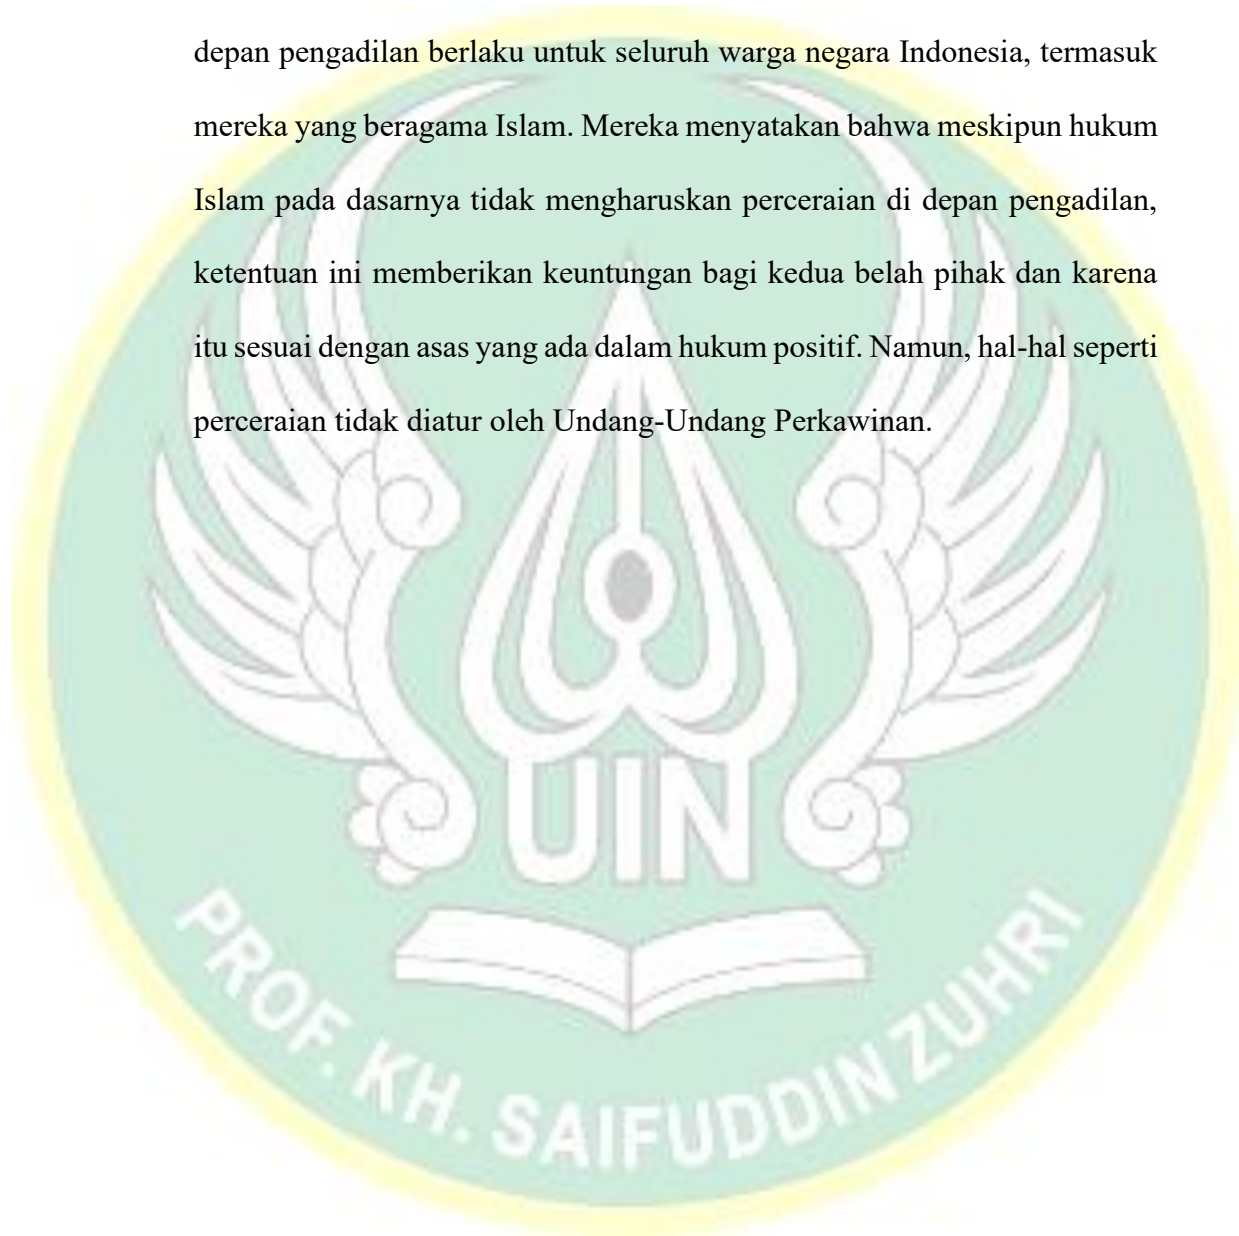 depan pengadilan berlaku untuk seluruh warga negara Indonesia, termasuk
mereka yang beragama Islam. Mereka menyatakan bahwa meskipun hukum
Islam pada dasarnya tidak mengharuskan perceraian di depan pengadilan,
ketentuan ini memberikan keuntungan bagi kedua belah pihak dan karena
itu sesuai dengan asas yang ada dalam hukum positif. Namun, hal-hal seperti
perceraian tidak diatur oleh Undang-Undang Perkawinan.
UIN
PROF. KH. SAIFUDDIN ZUHRI